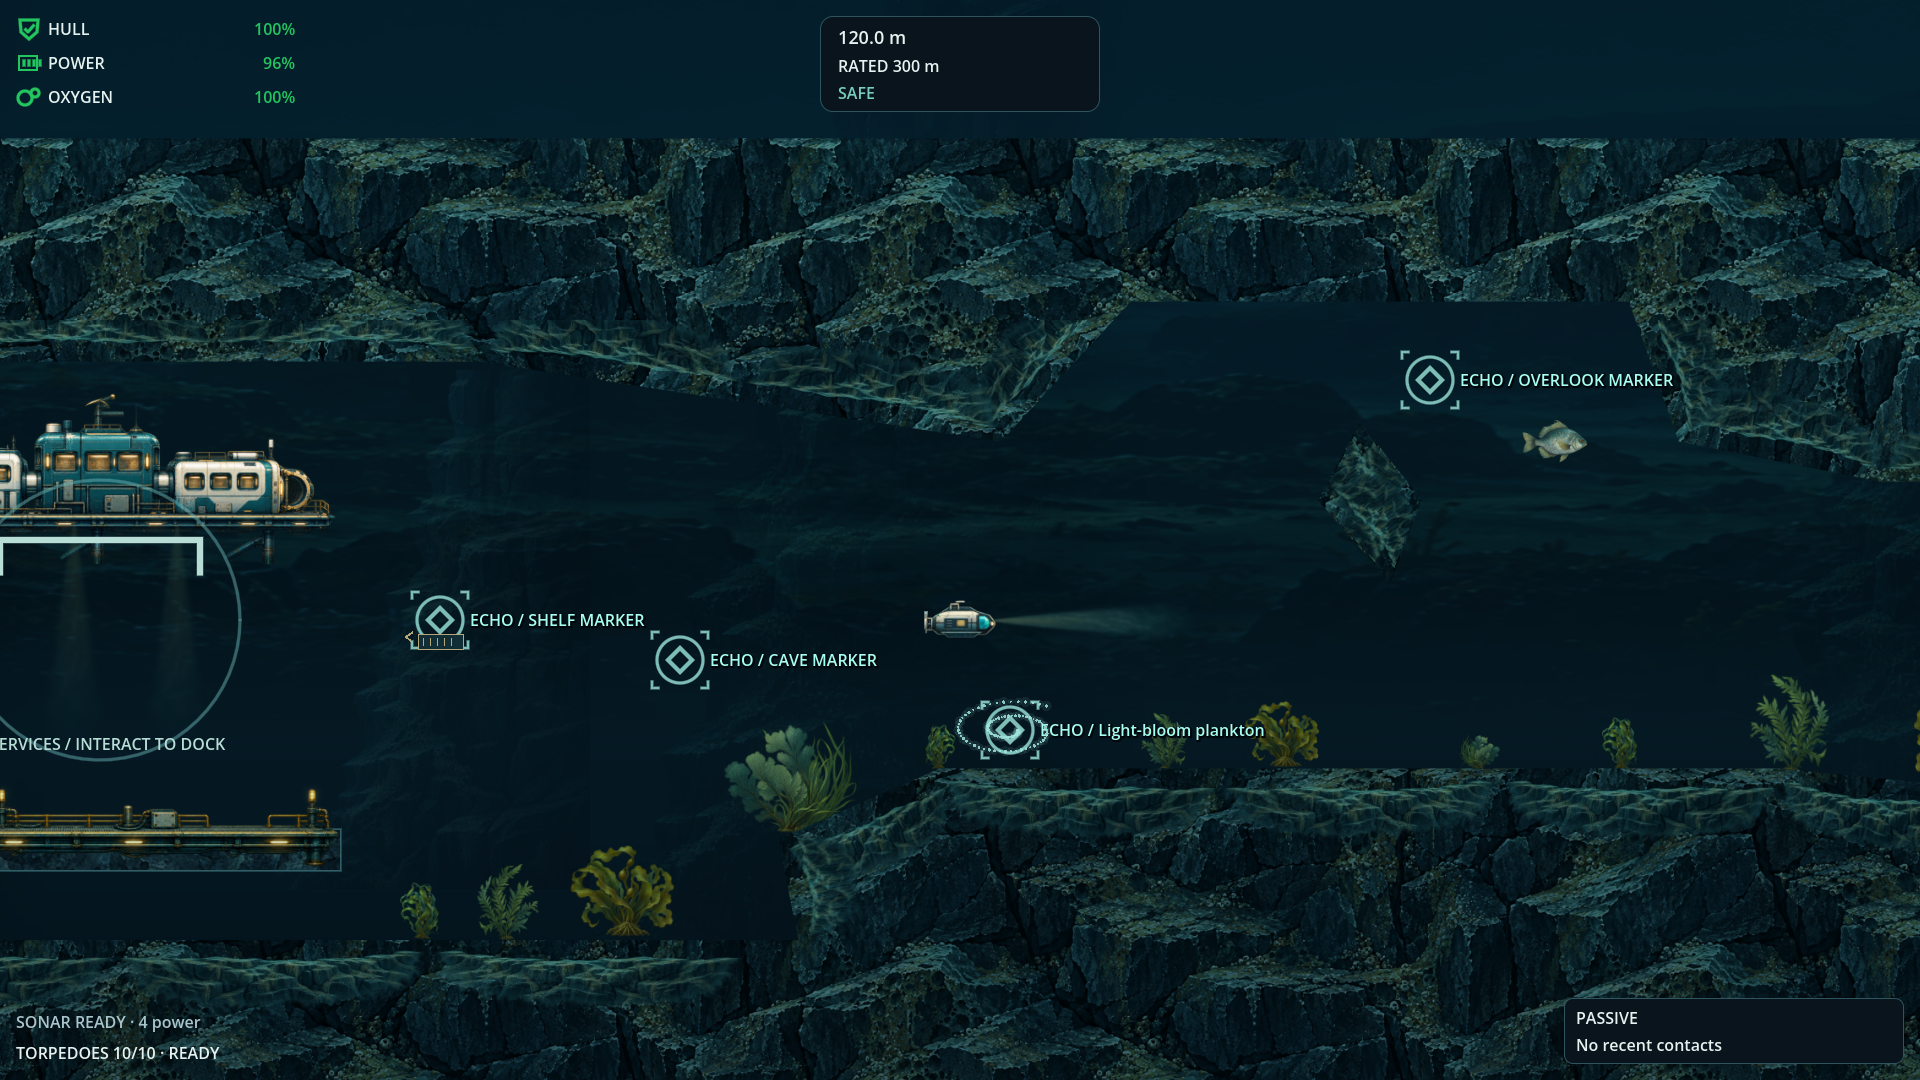 HULL 100%
POWER 96%
OXYGEN 100%
120.0 m
RATED 300 m
SAFE
ECHO / OVERLOOK MARKER
ECHO / SHELF MARKER
ECHO / CAVE MARKER
ECHO / Light-bloom plankton
ERVICES / INTERACT TO DOCK
SONAR READY · 4 power
TORPEDOES 10/10 · READY
PASSIVE
No recent contacts